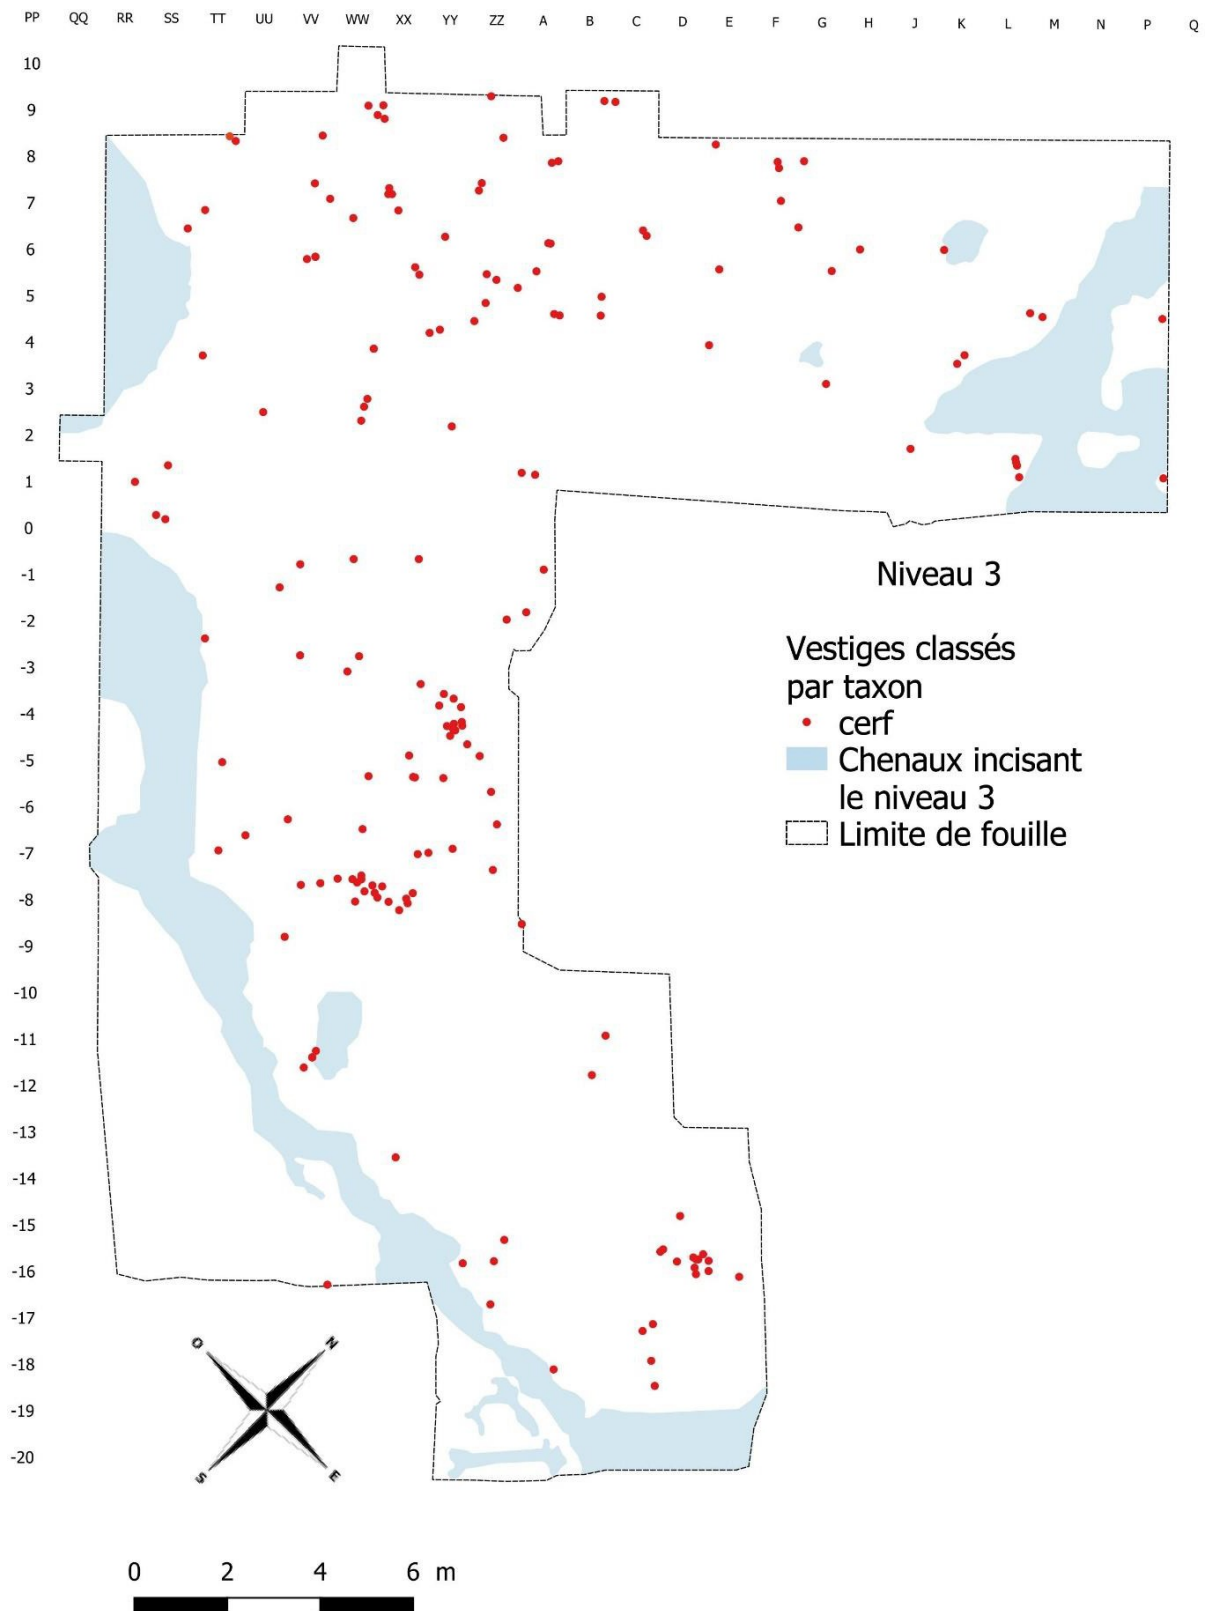 PP QQ RR SS TT UU VV WW XX YY ZZ A B C D E F G H J K L M N P Q
10
9
8
7
6
5
4
3
2
1
0
-1
-2
-3
-4
-5
-6
-7
-8
-9
-10
-11
-12
-13
-14
-15
-16
-17
-18
-19
-20
Niveau 3
Vestiges classés
par taxon
cerf
Chenaux incisant
le niveau 3
Limite de fouille
O N
S E
0 2 4 6 m